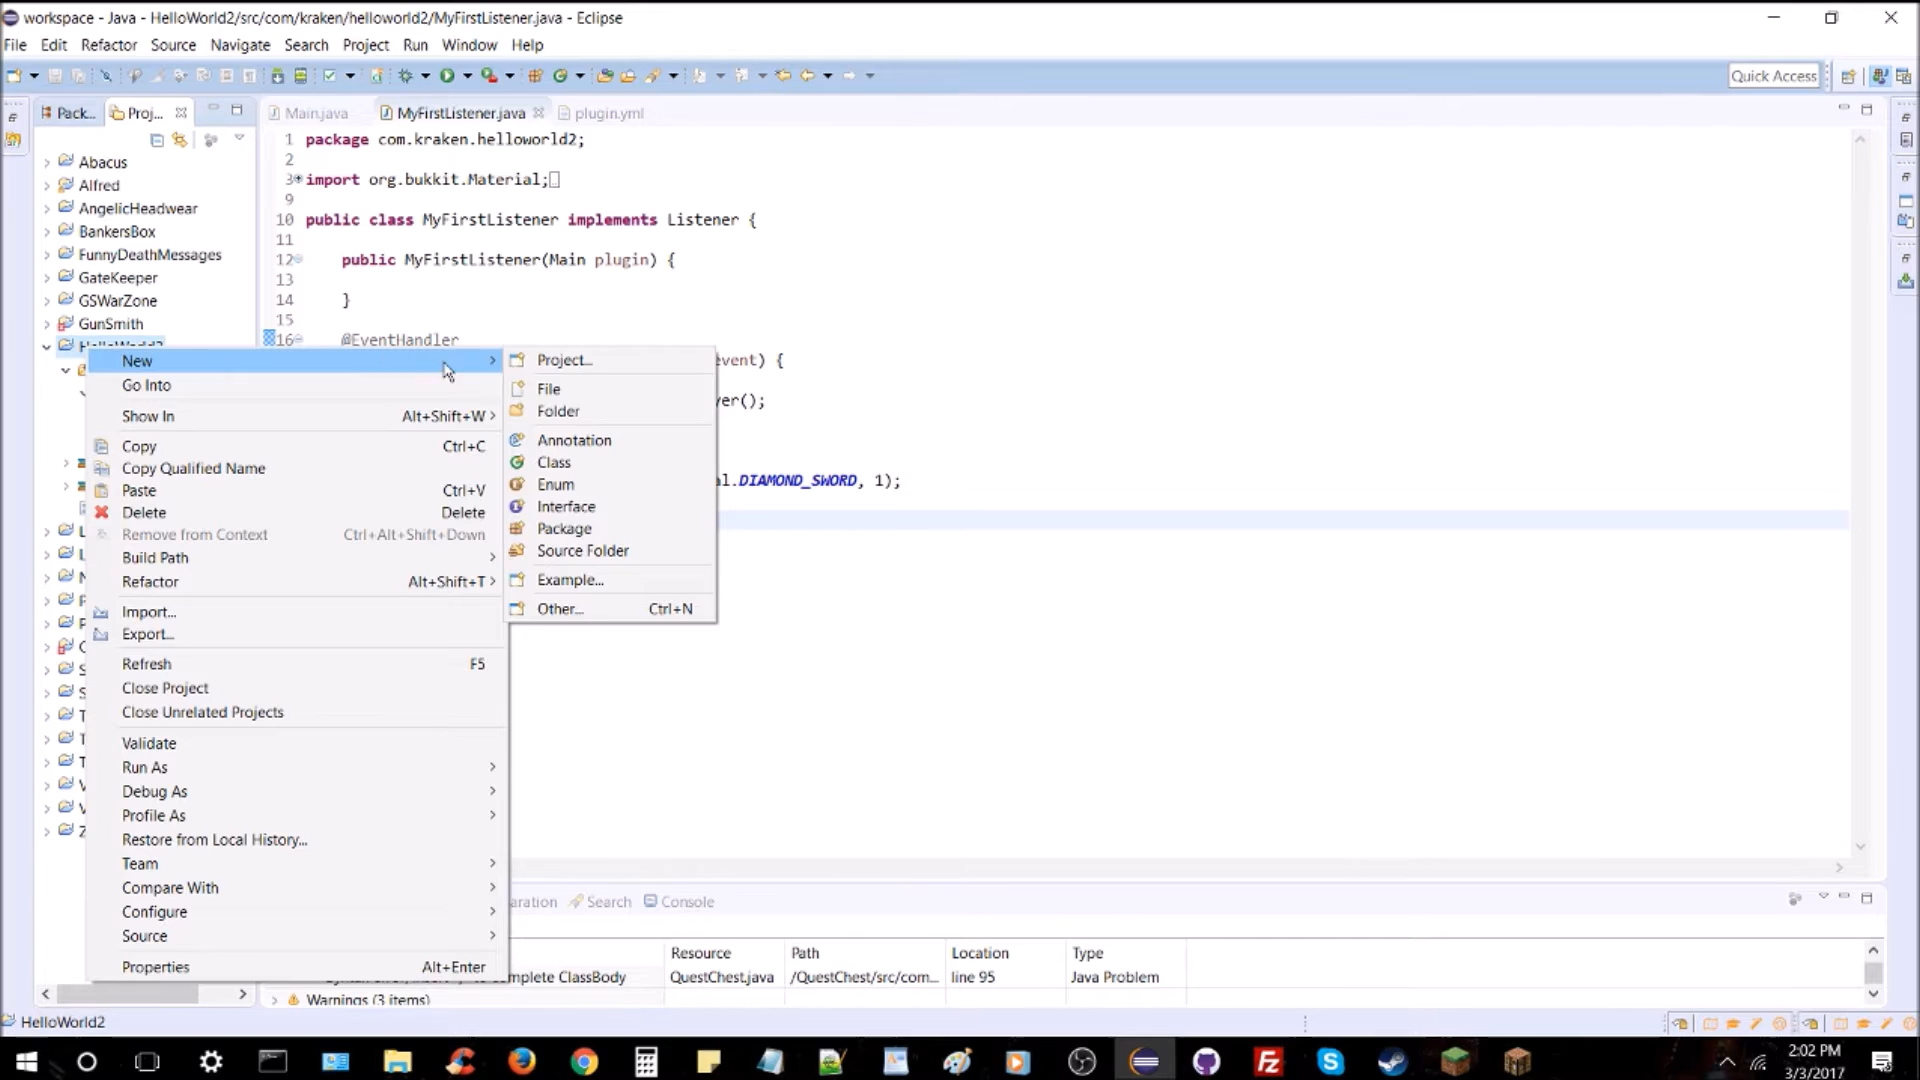 workspace - Java - HelloWorld2/src/com/kraken/helloworld2/MyFirstListener.java - Eclipse
File Edit Refactor Source Navigate Search Project Run Window Help
Quick Access
Pack... Proj... Main.java MyFirstListener.java plugin.yml
1 package com.kraken.helloworld2;
2
3 import org.bukkit.Material;
9
10 public class MyFirstListener implements Listener {
11
12 public MyFirstListener(Main plugin) {
13
14 }
15
16 @EventHandler
event) {
ver();
al.DIAMOND_SWORD, 1);
Abacus
Alfred
AngelicHeadwear
BankersBox
FunnyDeathMessages
GateKeeper
GSWarZone
GunSmith
HelloWorld2
New
Go Into
Show In Alt+Shift+W
Copy Ctrl+C
Copy Qualified Name
Paste Ctrl+V
Delete Delete
Remove from Context Ctrl+Alt+Shift+Down
Build Path
Refactor Alt+Shift+T
Import...
Export...
Refresh F5
Close Project
Close Unrelated Projects
Validate
Run As
Debug As
Profile As
Restore from Local History...
Team
Compare With
Configure
Source
Properties Alt+Enter
Project...
File
Folder
Annotation
Class
Enum
Interface
Package
Source Folder
Example...
Other... Ctrl+N
aration Search Console
Resource Path Location Type
mplete ClassBody QuestChest.java /QuestChest/src/com... line 95 Java Problem
Warnings (3 items)
HelloWorld2
2:02 PM
3/3/2017